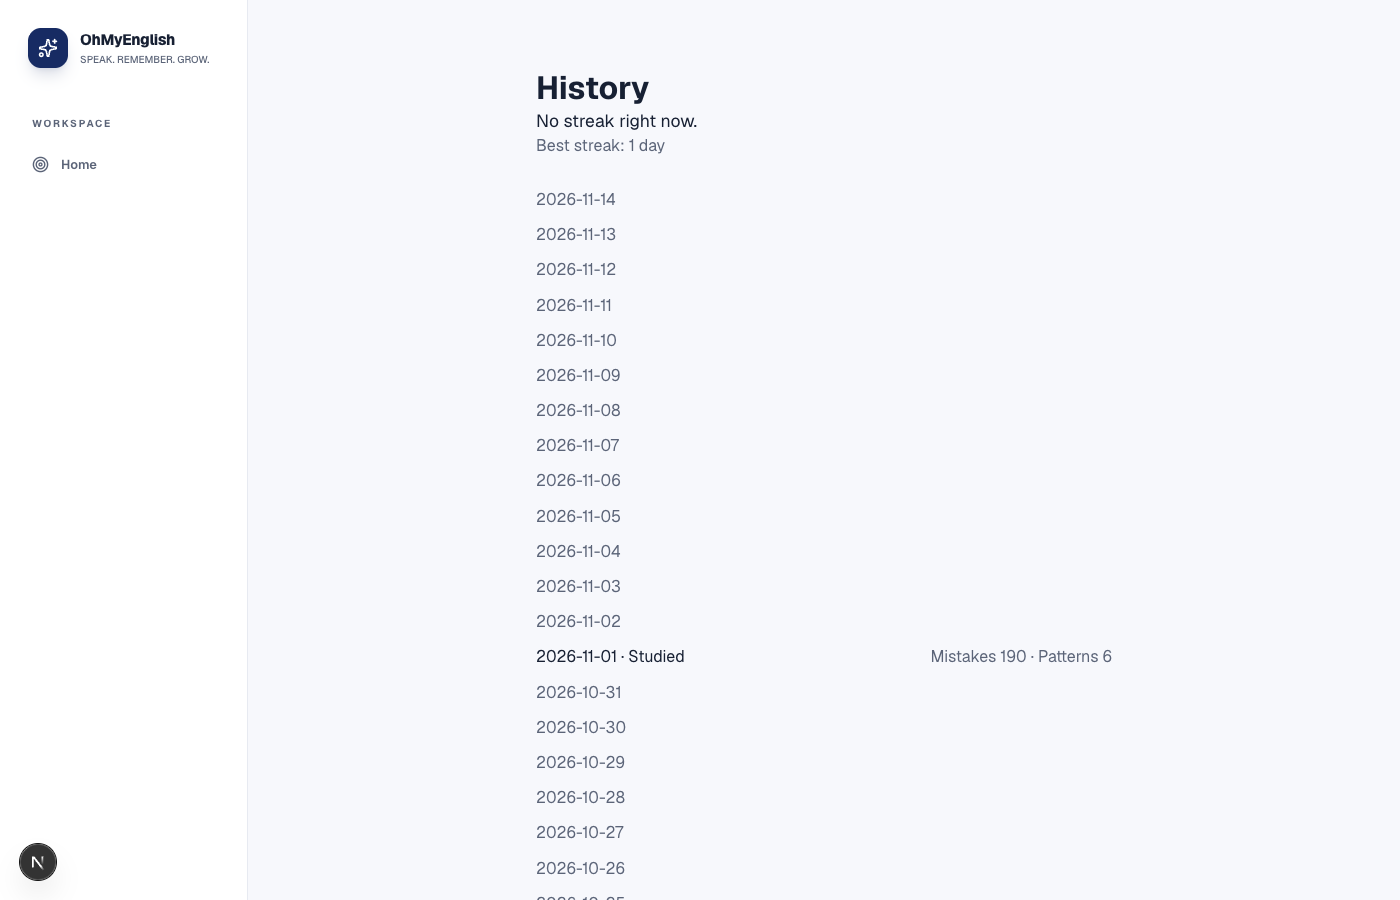 OhMyEnglish
SPEAK. REMEMBER. GROW.
WORKSPACE
Home
History
No streak right now.
Best streak: 1 day
2026-11-14
2026-11-13
2026-11-12
2026-11-11
2026-11-10
2026-11-09
2026-11-08
2026-11-07
2026-11-06
2026-11-05
2026-11-04
2026-11-03
2026-11-02
2026-11-01 · Studied Mistakes 190 · Patterns 6
2026-10-31
2026-10-30
2026-10-29
2026-10-28
2026-10-27
2026-10-26
N